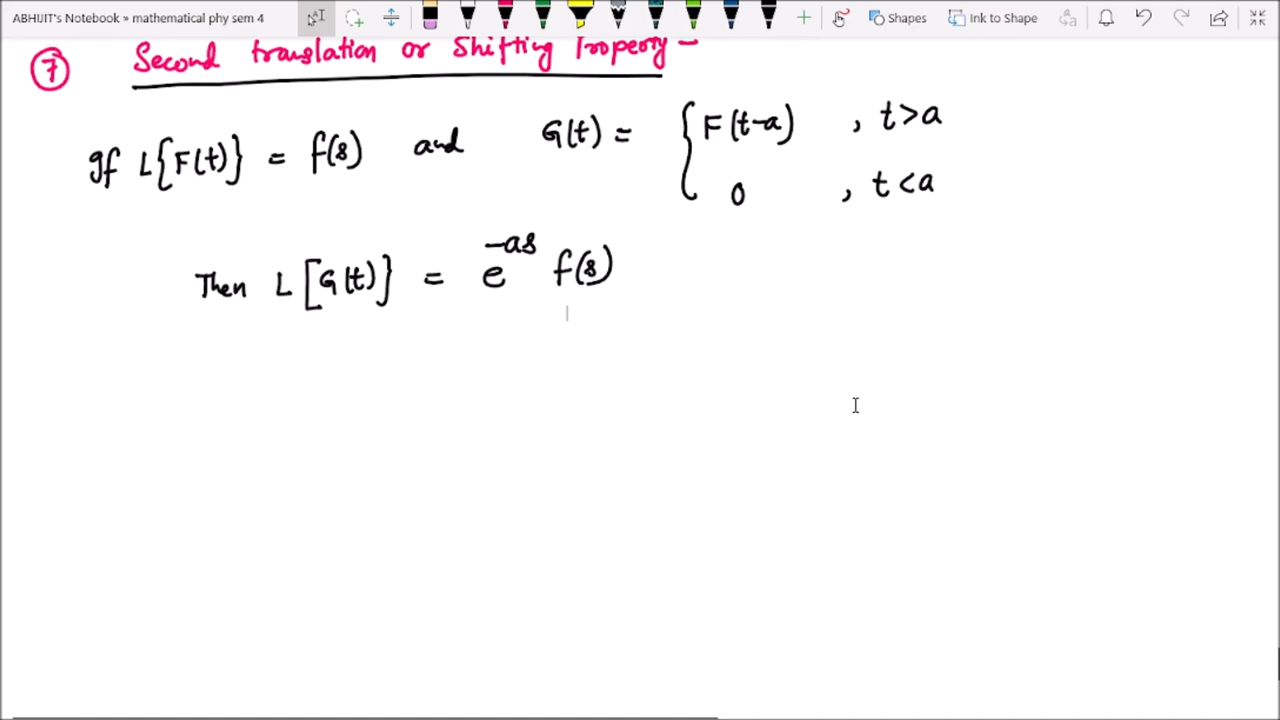 ABHIJIT's Notebook » mathematical phy sem 4
Shapes
Ink to Shape
⑦ Second translation or Shifting Property -
If L{F(t)} = f(s) and G(t) = { F(t-a) , t>a
0 , t<a
Then L[G(t)} = e^{-as} f(s)